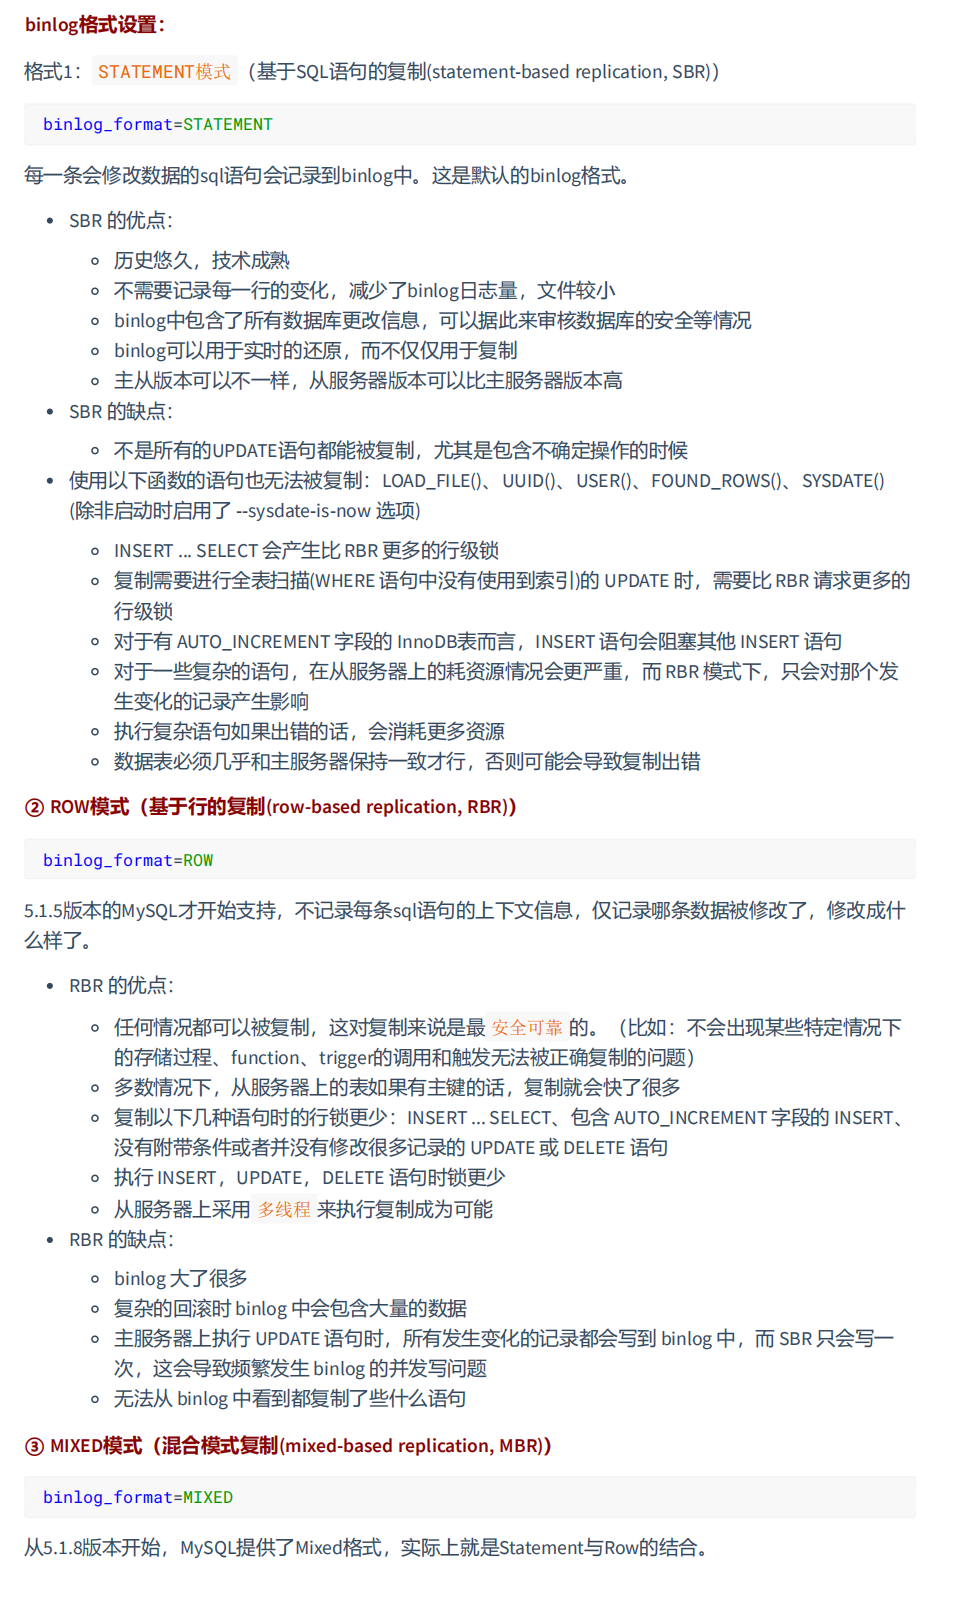 binlog格式设置：
格式1：STATEMENT模式（基于SQL语句的复制(statement-based replication, SBR)）
binlog_format=STATEMENT
每一条会修改数据的sql语句会记录到binlog中。这是默认的binlog格式。
• SBR 的优点：
◦ 历史悠久，技术成熟
◦ 不需要记录每一行的变化，减少了binlog日志量，文件较小
◦ binlog中包含了所有数据库更改信息，可以据此来审核数据库的安全等情况
◦ binlog可以用于实时的还原，而不仅仅用于复制
◦ 主从版本可以不一样，从服务器版本可以比主服务器版本高
• SBR 的缺点：
◦ 不是所有的UPDATE语句都能被复制，尤其是包含不确定操作的时候
• 使用以下函数的语句也无法被复制：LOAD_FILE()、UUID()、USER()、FOUND_ROWS()、SYSDATE()
(除非启动时启用了 --sysdate-is-now 选项)
◦ INSERT ... SELECT 会产生比 RBR 更多的行级锁
◦ 复制需要进行全表扫描(WHERE 语句中没有使用到索引)的 UPDATE 时，需要比 RBR 请求更多的
行级锁
◦ 对于有 AUTO_INCREMENT 字段的 InnoDB表而言，INSERT 语句会阻塞其他 INSERT 语句
◦ 对于一些复杂的语句，在从服务器上的耗资源情况会更严重，而 RBR 模式下，只会对那个发
生变化的记录产生影响
◦ 执行复杂语句如果出错的话，会消耗更多资源
◦ 数据表必须几乎和主服务器保持一致才行，否则可能会导致复制出错
② ROW模式（基于行的复制(row-based replication, RBR)）
binlog_format=ROW
5.1.5版本的MySQL才开始支持，不记录每条sql语句的上下文信息，仅记录哪条数据被修改了，修改成什
么样了。
• RBR 的优点：
◦ 任何情况都可以被复制，这对复制来说是最 安全可靠 的。（比如：不会出现某些特定情况下
的存储过程、function、trigger的调用和触发无法被正确复制的问题）
◦ 多数情况下，从服务器上的表如果有主键的话，复制就会快了很多
◦ 复制以下几种语句时的行锁更少：INSERT ... SELECT、包含 AUTO_INCREMENT 字段的 INSERT、
没有附带条件或者并没有修改很多记录的 UPDATE 或 DELETE 语句
◦ 执行 INSERT，UPDATE，DELETE 语句时锁更少
◦ 从服务器上采用 多线程 来执行复制成为可能
• RBR 的缺点：
◦ binlog 大了很多
◦ 复杂的回滚时 binlog 中会包含大量的数据
◦ 主服务器上执行 UPDATE 语句时，所有发生变化的记录都会写到 binlog 中，而 SBR 只会写一
次，这会导致频繁发生 binlog 的并发写问题
◦ 无法从 binlog 中看到都复制了些什么语句
③ MIXED模式（混合模式复制(mixed-based replication, MBR)）
binlog_format=MIXED
从5.1.8版本开始，MySQL提供了Mixed格式，实际上就是Statement与Row的结合。